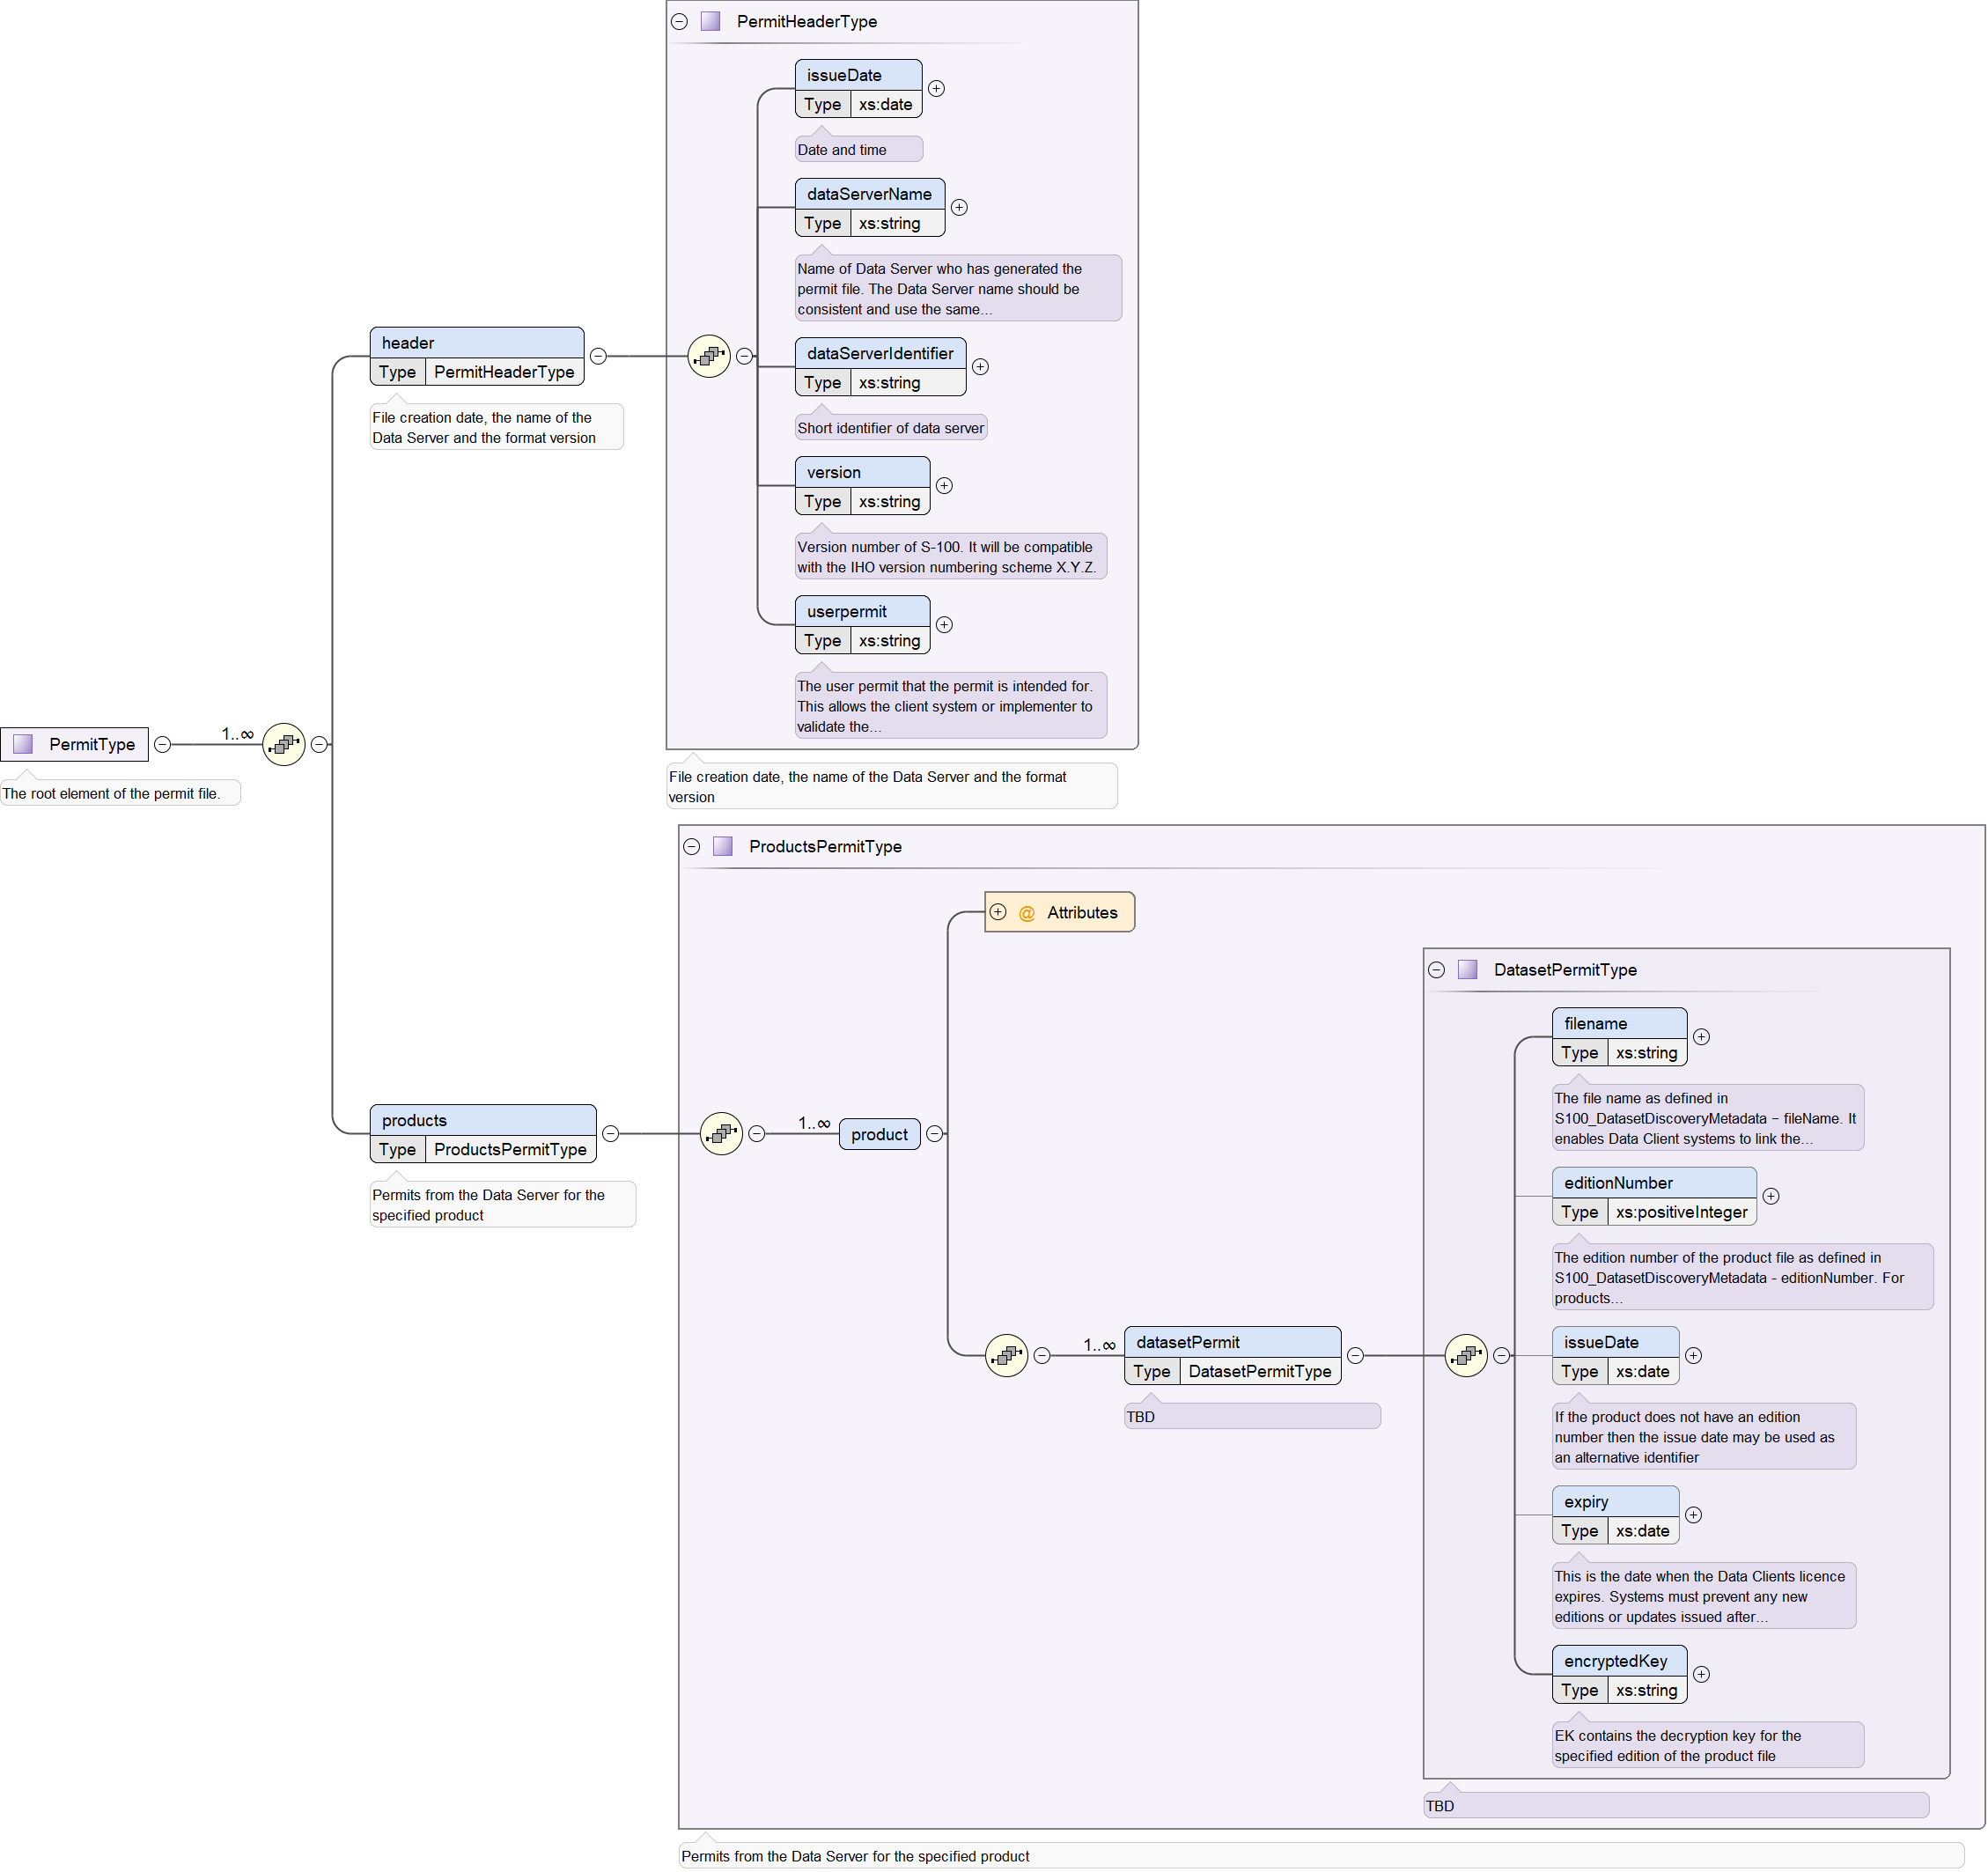 PermitHeaderType
issueDate
Type xs:date
Date and time
dataServerName
Type xs:string
Name of Data Server who has generated the
permit file. The Data Server name should be
consistent and use the same...
header
Type PermitHeaderType
File creation date, the name of the
Data Server and the format version
dataServerIdentifier
Type xs:string
Short identifier of data server
version
Type xs:string
Version number of S-100. It will be compatible
with the IHO version numbering scheme X.Y.Z.
userpermit
Type xs:string
The user permit that the permit is intended for.
This allows the client system or implementer to
validate the...
PermitType
1..∞
The root element of the permit file.
File creation date, the name of the Data Server and the format
version
ProductsPermitType
@ Attributes
DatasetPermitType
filename
Type xs:string
The file name as defined in
S100_DatasetDiscoveryMetadata – fileName. It
enables Data Client systems to link the...
products
Type ProductsPermitType
Permits from the Data Server for the
specified product
1..∞
product
editionNumber
Type xs:positiveInteger
The edition number of the product file as defined in
S100_DatasetDiscoveryMetadata - editionNumber. For
products...
1..∞
datasetPermit
Type DatasetPermitType
TBD
issueDate
Type xs:date
If the product does not have an edition
number then the issue date may be used as
an alternative identifier
expiry
Type xs:date
This is the date when the Data Clients licence
expires. Systems must prevent any new
editions or updates issued after...
encryptedKey
Type xs:string
EK contains the decryption key for the
specified edition of the product file
TBD
Permits from the Data Server for the specified product